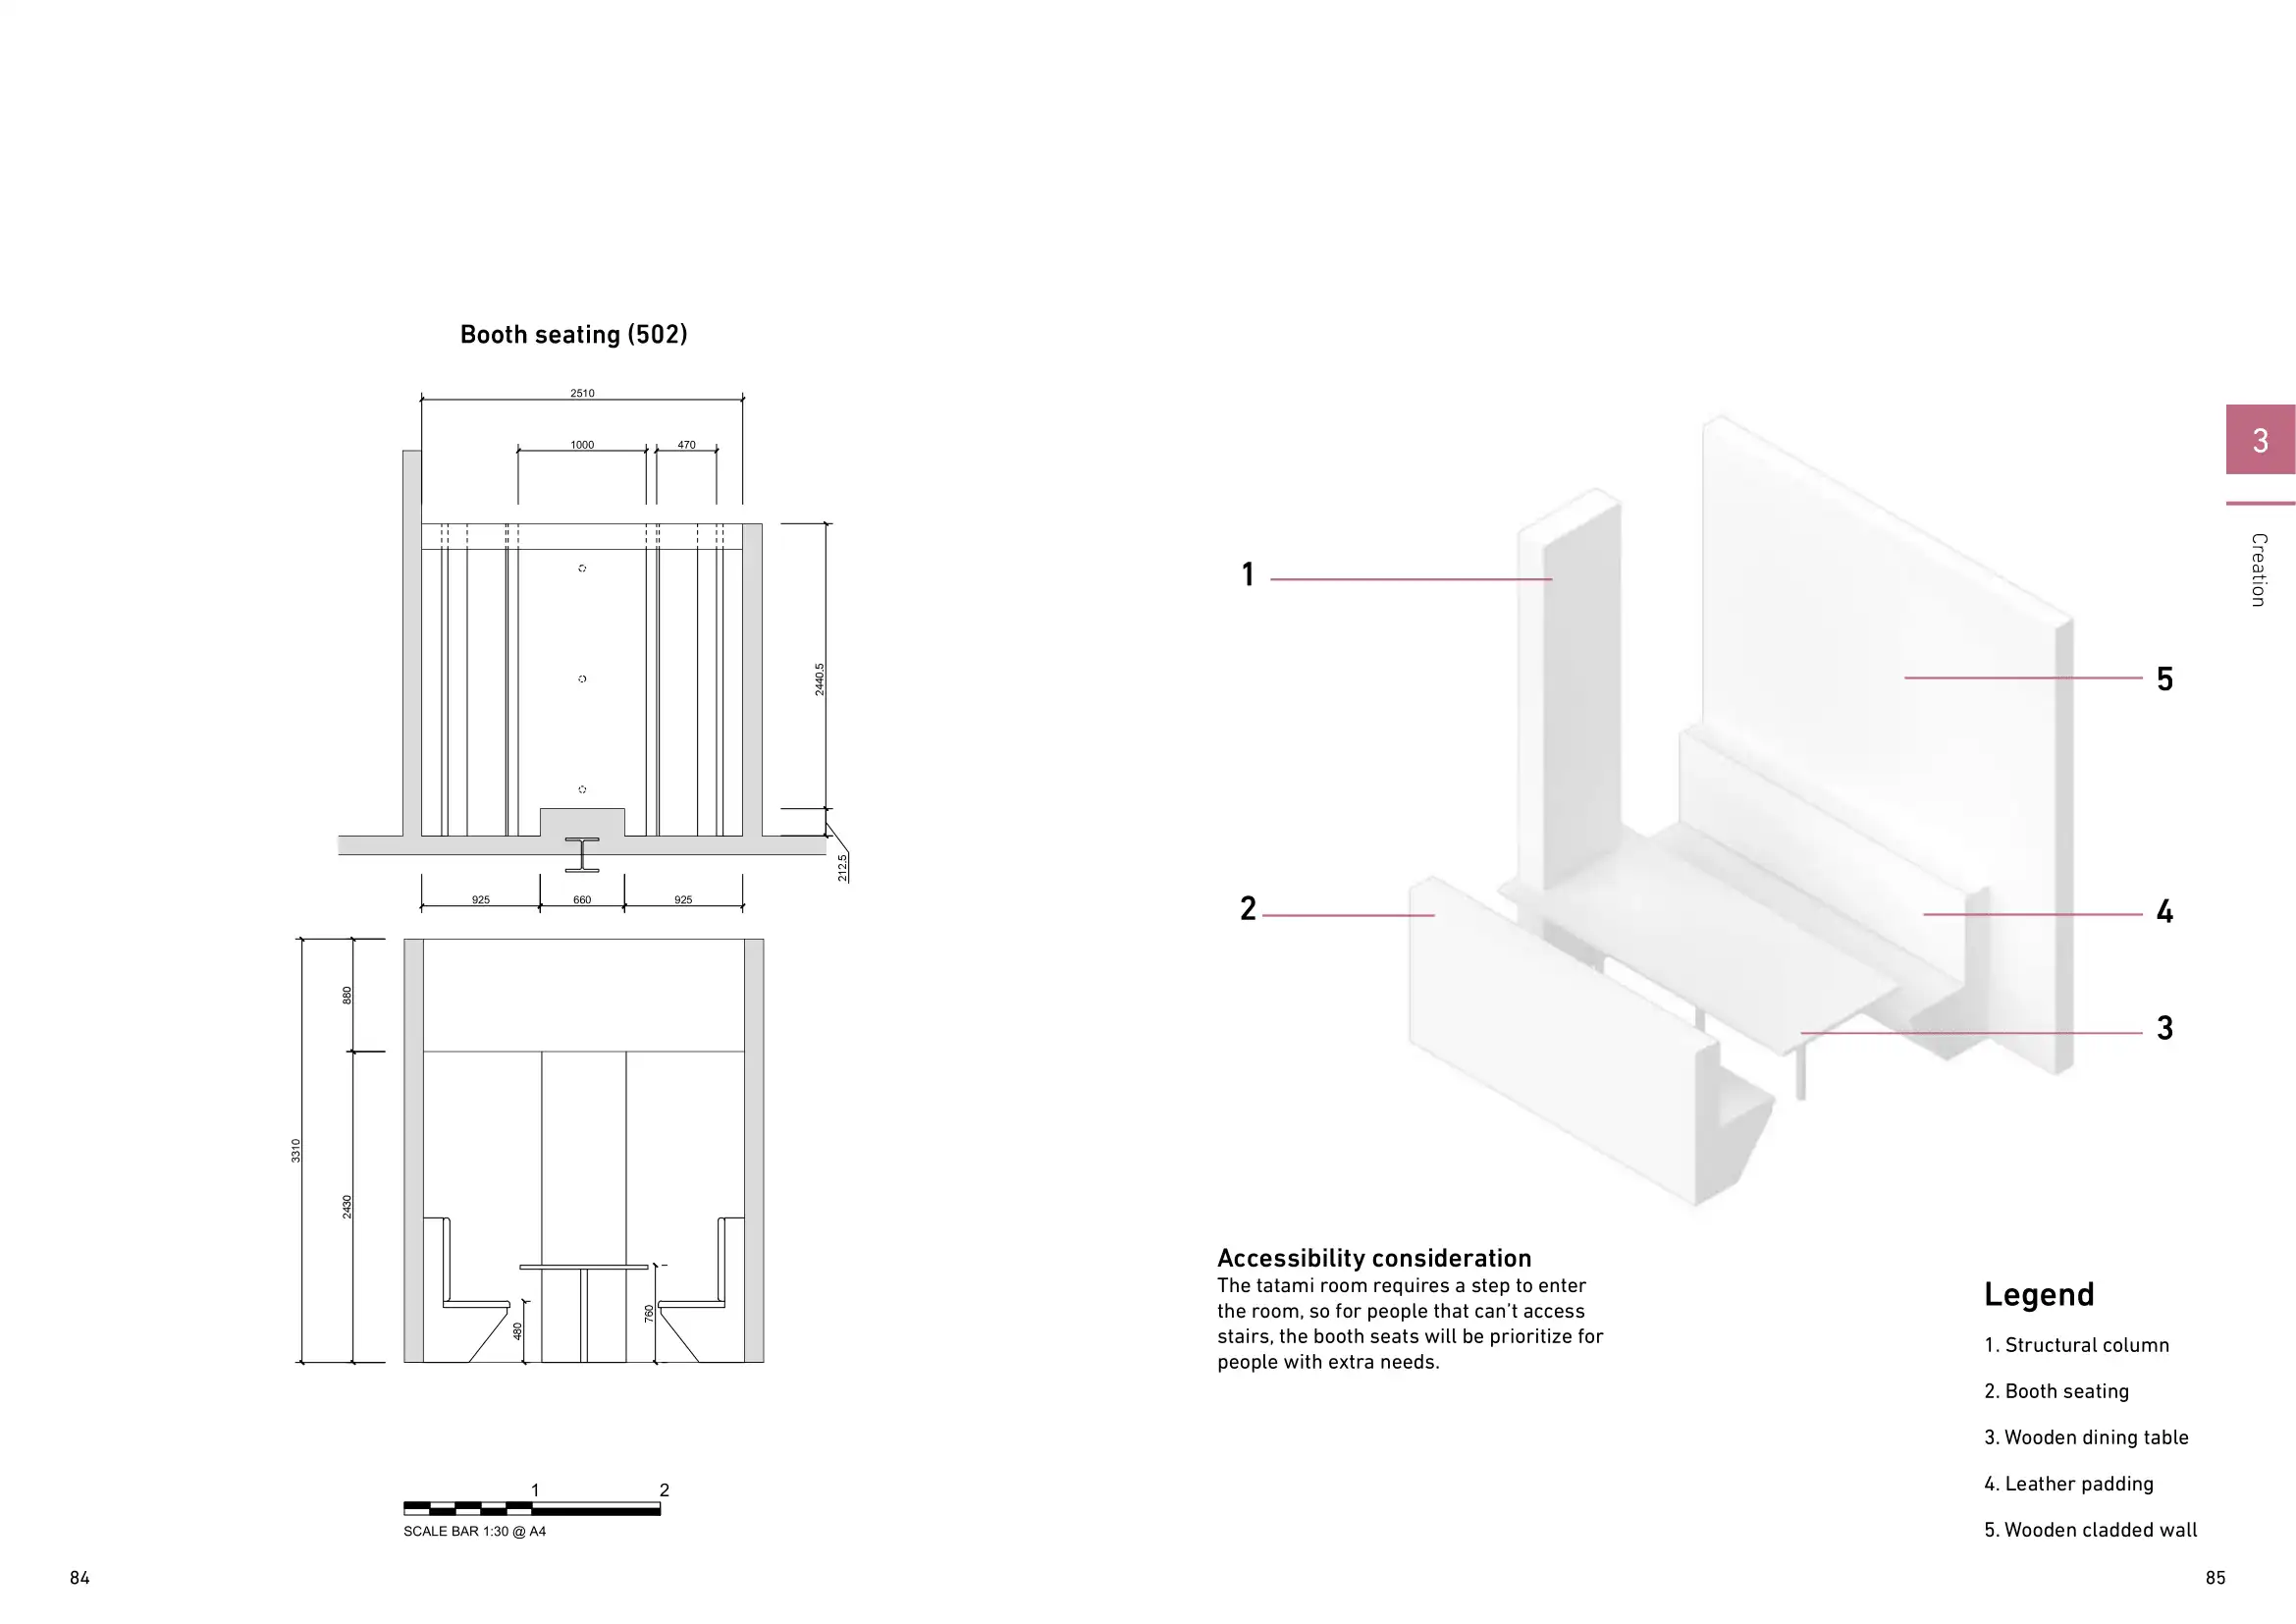 Booth seating (502)
2510
1000
470
2440.5
212.5
925
660
925
880
3310
2430
480
760
1
2
SCALE BAR 1:30 @ A4
84
1
2
5
4
3
3
Creation
Accessibility consideration
The tatami room requires a step to enter
the room, so for people that can't access
stairs, the booth seats will be prioritize for
people with extra needs.
Legend
1. Structural column
2. Booth seating
3. Wooden dining table
4. Leather padding
5. Wooden cladded wall
85